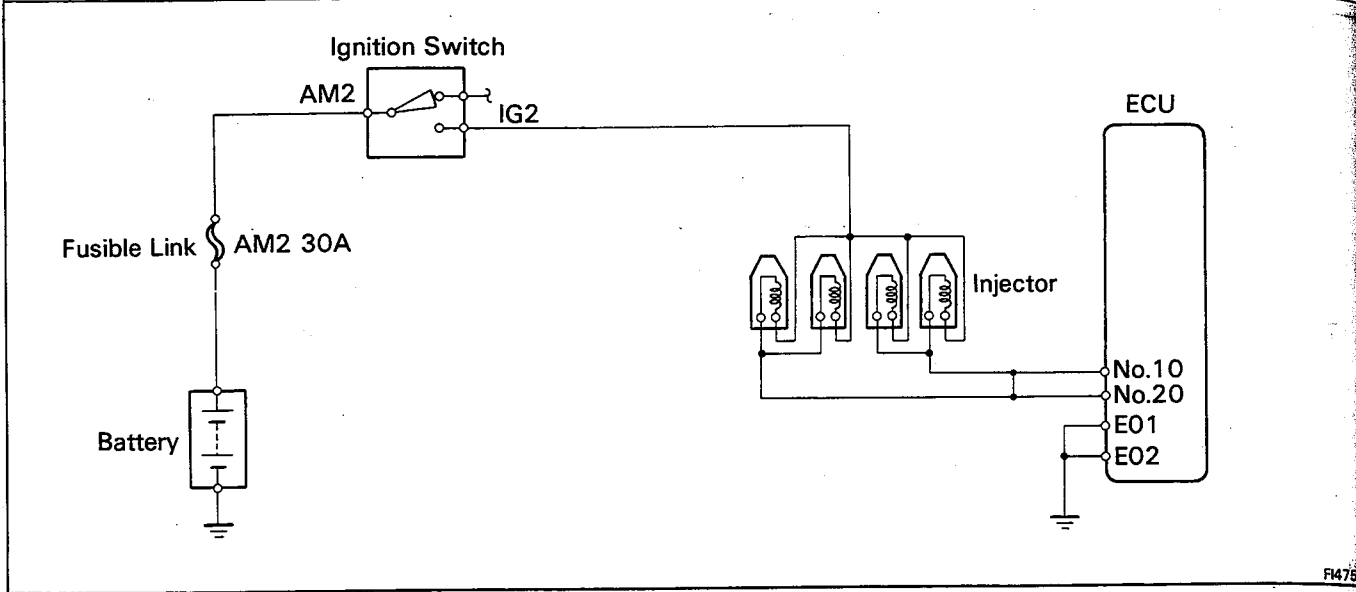 Ignition Switch
AM2
IG2
ECU
Fusible Link
AM2 30A
Injector
No.10
No.20
Battery
E01
E02